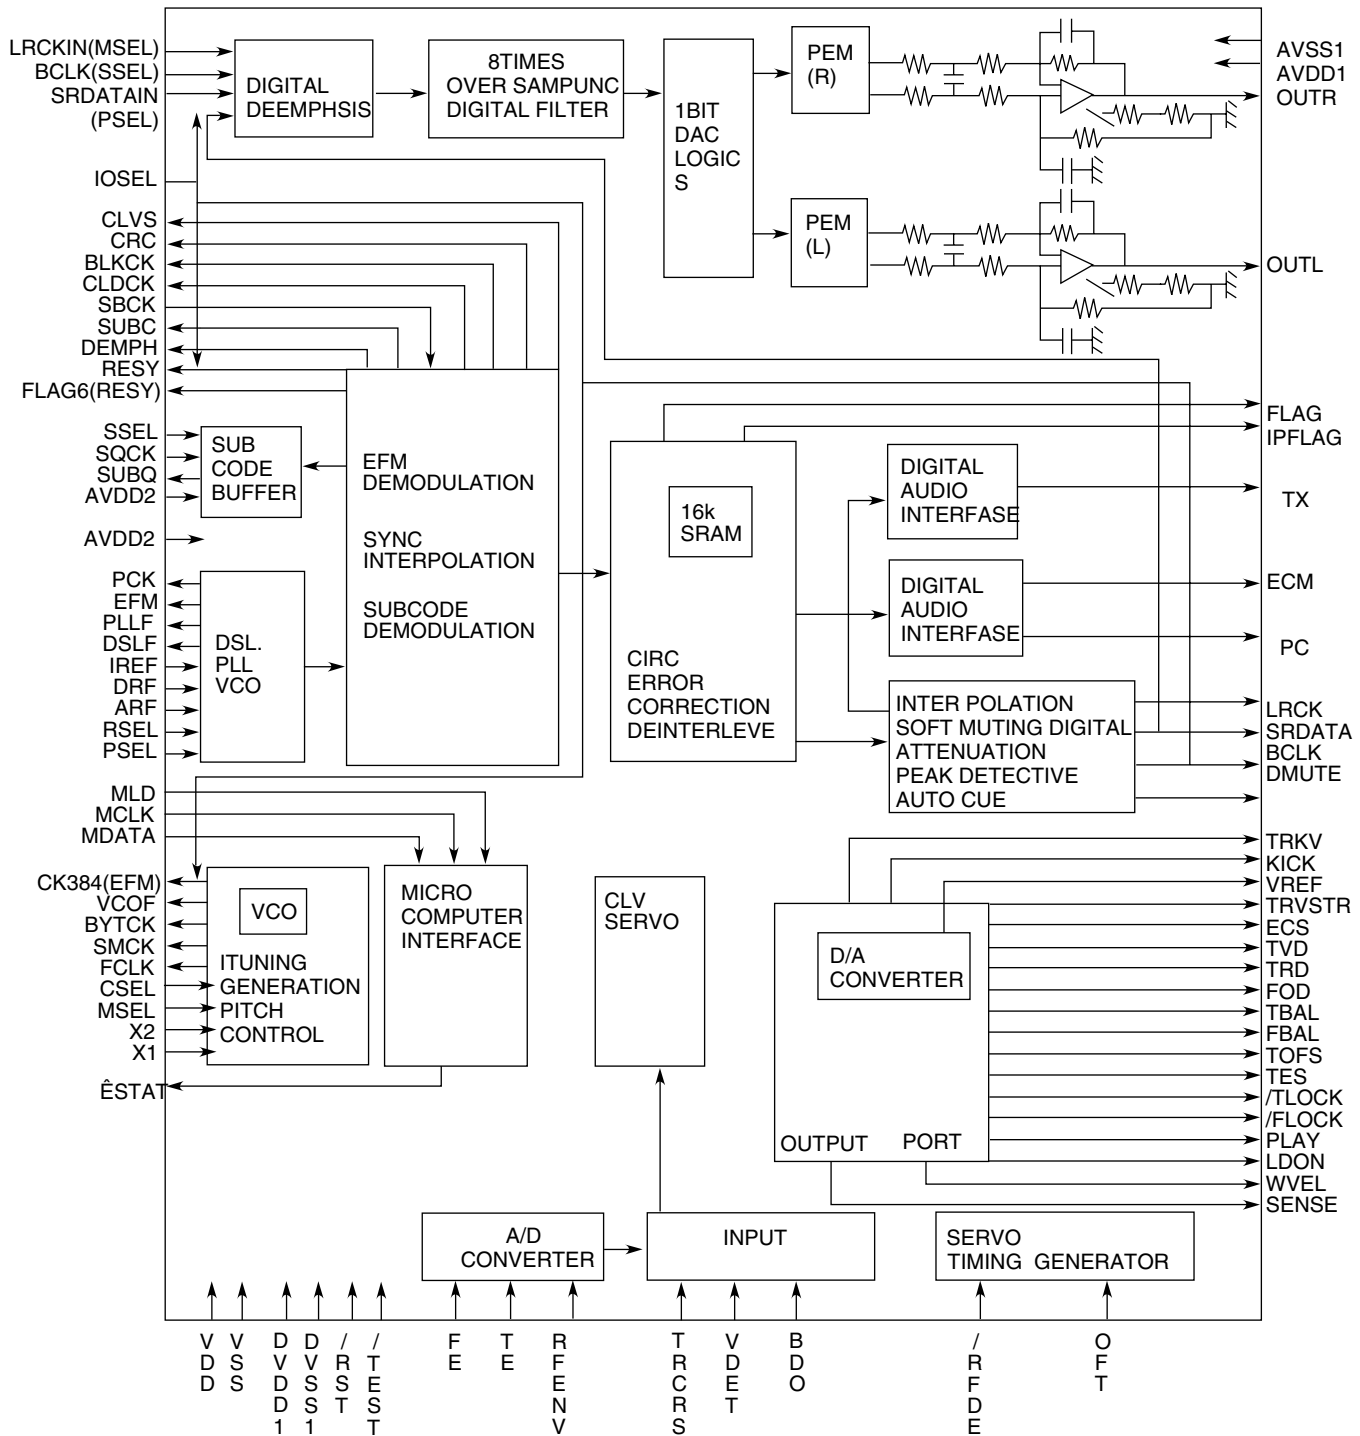 LRCKIN(MSEL)
BCLK(SSEL)
SRDATAIN
(PSEL)
IOSEL
CLVS
CRC
BLKCK
CLDCK
SBCK
SUBC
DEMPH
RESY
FLAG6(RESY)
SSEL
SQCK
SUBQ
AVDD2
AVDD2
PCK
EFM
PLLF
DSLF
IREF
DRF
ARF
RSEL
PSEL
MLD
MCLK
MDATA
CK384(EFM)
VCOF
BYTCK
SMCK
FCLK
CSEL
MSEL
X2
X1
ÊSTAT
DIGITAL
DEEMPHSIS
8TIMES
OVER SAMPUNC
DIGITAL FILTER
1BIT
DAC
LOGIC
S
PEM
(R)
PEM
(L)
SUB
CODE
BUFFER
EFM
DEMODULATION
SYNC
INTERPOLATION
SUBCODE
DEMODULATION
DSL.
PLL
VCO
16k
SRAM
CIRC
ERROR
CORRECTION
DEINTERLEVE
DIGITAL
AUDIO
INTERFASE
DIGITAL
AUDIO
INTERFASE
INTER POLATION
SOFT MUTING DIGITAL
ATTENUATION
PEAK DETECTIVE
AUTO CUE
VCO
ITUNING
GENERATION
PITCH
CONTROL
MICRO
COMPUTER
INTERFACE
CLV
SERVO
D/A
CONVERTER
OUTPUT PORT
A/D
CONVERTER
INPUT
SERVO
TIMING GENERATOR
AVSS1
AVDD1
OUTR
OUTL
FLAG
IPFLAG
TX
ECM
PC
LRCK
SRDATA
BCLK
DMUTE
TRKV
KICK
VREF
TRVSTR
ECS
TVD
TRD
FOD
TBAL
FBAL
TOFS
TES
/TLOCK
/FLOCK
PLAY
LDON
WVEL
SENSE
VDD
VSS
DVDD1
DVSS1
/RST
/TEST
FE
TE
RFENV
TRCRS
VDET
BDO
/RFDE
OFT